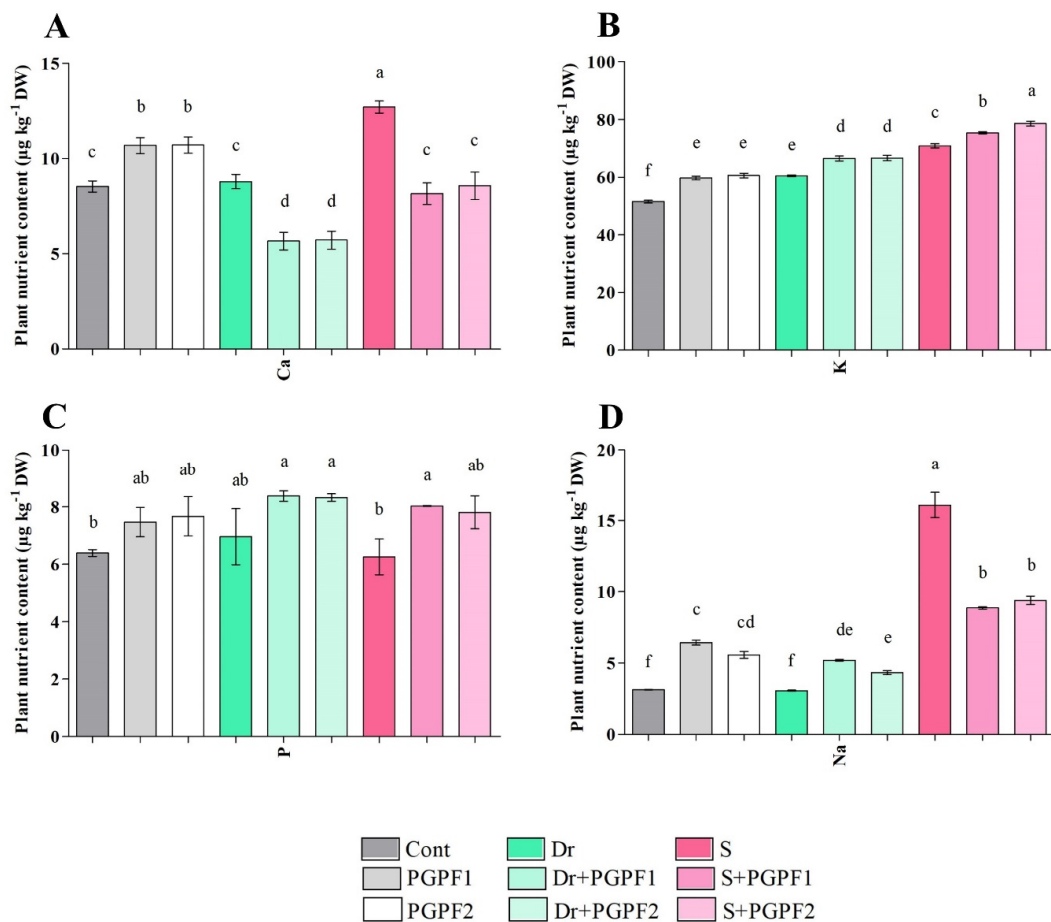 A
Plant nutrient content (µg kg⁻¹ DW)
15
10
5
0
c
b
b
c
d
d
a
c
c
Ca
B
Plant nutrient content (µg kg⁻¹ DW)
100
80
60
40
20
0
f
e
e
e
d
d
c
b
a
K
C
Plant nutrient content (µg kg⁻¹ DW)
10
8
6
4
2
0
b
ab
ab
ab
a
a
b
a
ab
P
D
Plant nutrient content (µg kg⁻¹ DW)
20
15
10
5
0
f
c
cd
f
de
e
a
b
b
Na
Cont
Dr
S
PGPF1
Dr+PGPF1
S+PGPF1
PGPF2
Dr+PGPF2
S+PGPF2